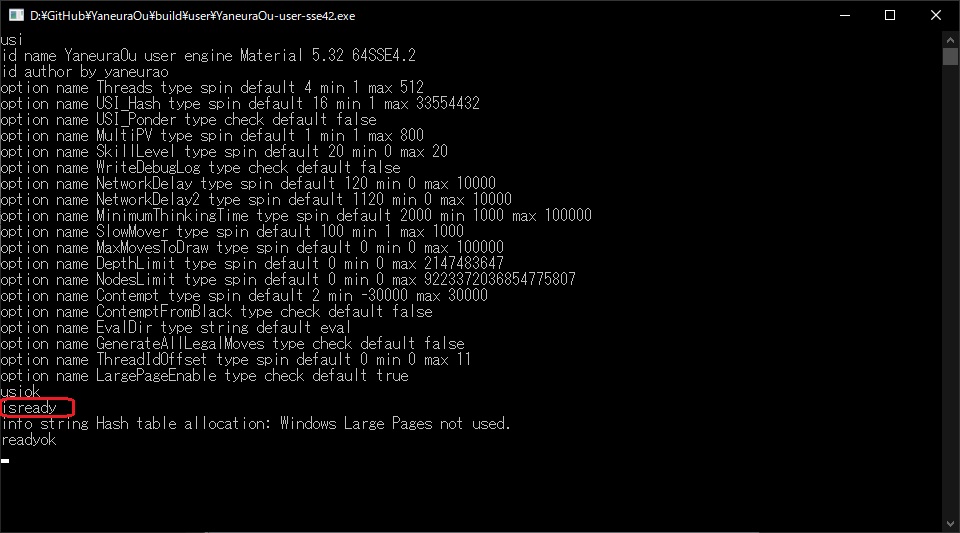 D:¥GitHub¥YaneuraOu¥build¥user¥YaneuraOu-user-sse42.exe
usi
id name YaneuraOu user engine Material 5.32 64SSE4.2
id author by yaneurao
option name Threads type spin default 4 min 1 max 512
option name USI_Hash type spin default 16 min 1 max 33554432
option name USI_Ponder type check default false
option name MultiPV type spin default 1 min 1 max 800
option name SkillLevel type spin default 20 min 0 max 20
option name WriteDebugLog type check default false
option name NetworkDelay type spin default 120 min 0 max 10000
option name NetworkDelay2 type spin default 1120 min 0 max 10000
option name MinimumThinkingTime type spin default 2000 min 1000 max 100000
option name SlowMover type spin default 100 min 1 max 1000
option name MaxMovesToDraw type spin default 0 min 0 max 100000
option name DepthLimit type spin default 0 min 0 max 2147483647
option name NodesLimit type spin default 0 min 0 max 9223372036854775807
option name Contempt type spin default 2 min -30000 max 30000
option name ContemptFromBlack type check default false
option name EvalDir type string default eval
option name GenerateAllLegalMoves type check default false
option name ThreadIdOffset type spin default 0 min 0 max 11
option name LargePageEnable type check default true
usiok
isready
info string Hash table allocation: Windows Large Pages not used.
readyok